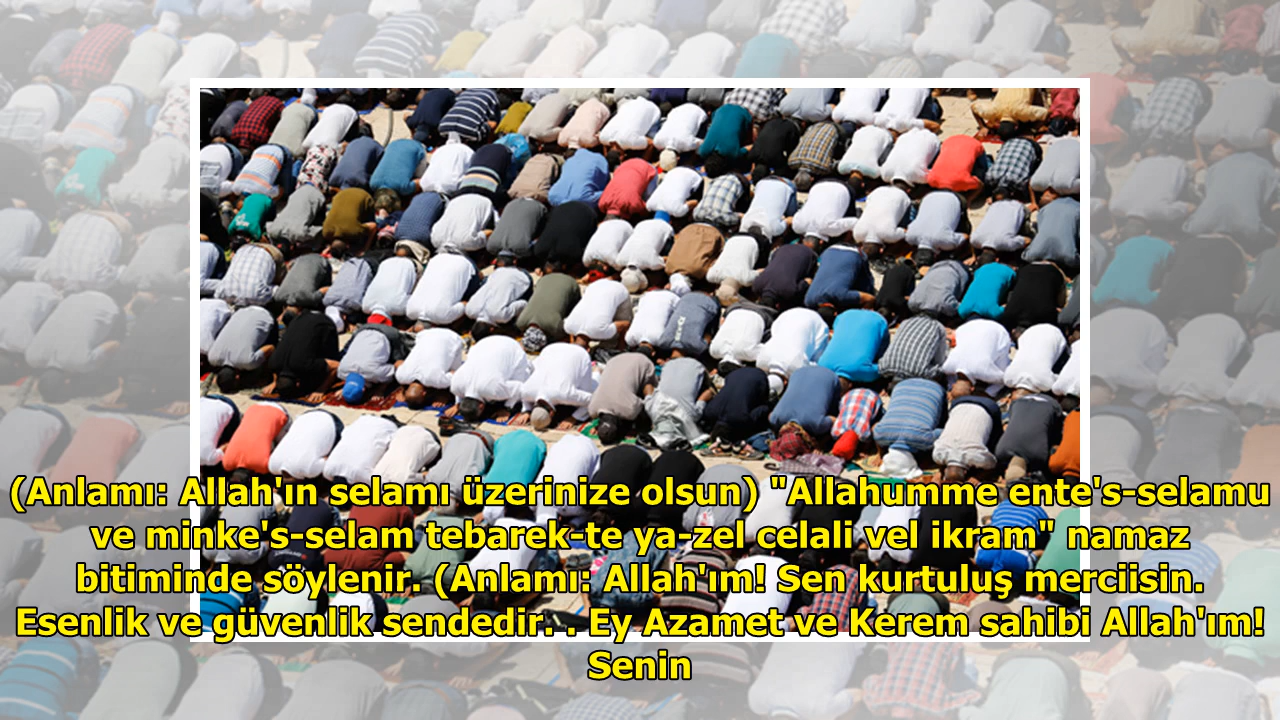 (Anlamı: Allah'ın selamı üzerinize olsun) "Allahumme ente's-selamu
ve minke's-selam tebarek-te ya-zel celali vel ikram" namaz
bitiminde söylenir. (Anlamı: Allah'ım! Sen kurtuluş merciisin.
Esenlik ve güvenlik sendedir. . Ey Azamet ve Kerem sahibi Allah'ım!
Senin